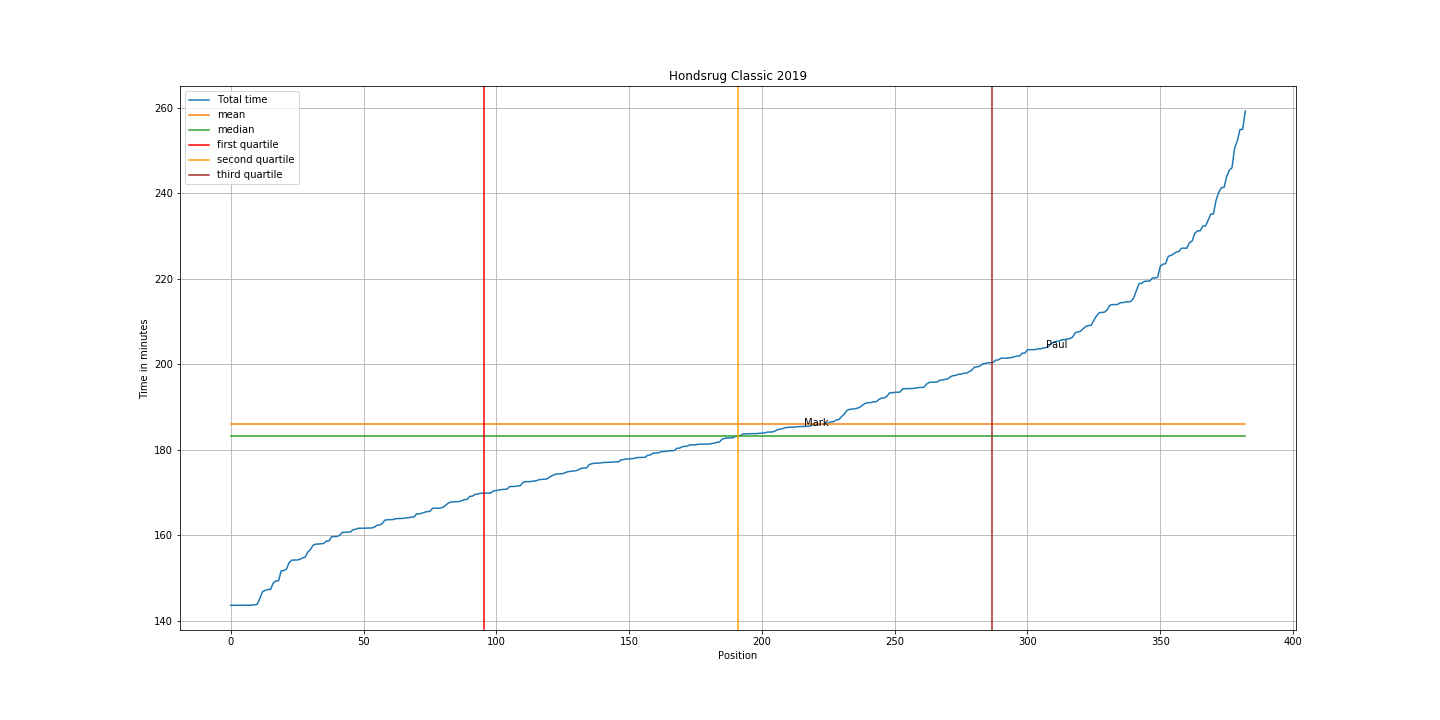 Hondsrug Classic 2019
Total time
mean
median
first quartile
second quartile
third quartile
260
240
220
200
180
160
140
Time in minutes
Paul
Mark
0 50 100 150 200 250 300 350 400
Position